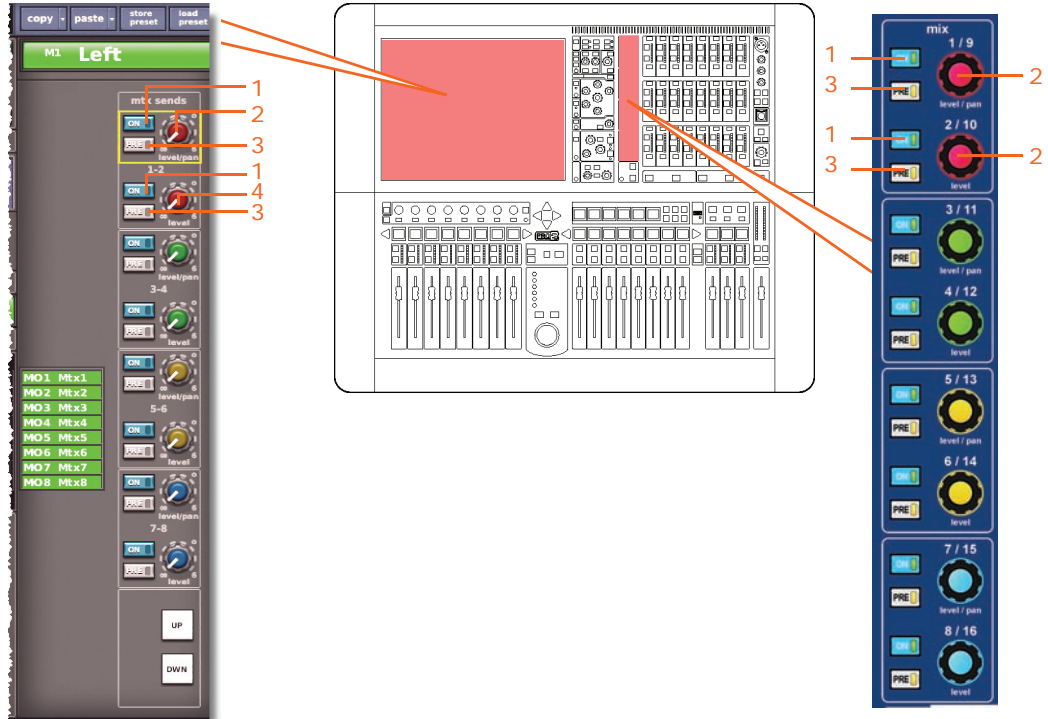 copy paste store preset load preset
M1 Left
mtx sends
ON
PRE
level/pan
1-2
ON
PRE
level
ON
PRE
level/pan
3-4
ON
PRE
level
ON
PRE
level/pan
5-6
ON
PRE
level
ON
PRE
level/pan
7-8
ON
PRE
level
∞ 6
MO1 Mtx1
MO2 Mtx2
MO3 Mtx3
MO4 Mtx4
MO5 Mtx5
MO6 Mtx6
MO7 Mtx7
MO8 Mtx8
UP
DWN
1
2
3
1
4
3
mix
1 / 9
ON
PRE
level / pan
2 / 10
ON
PRE
level
3 / 11
ON
PRE
level / pan
4 / 12
ON
PRE
level
5 / 13
ON
PRE
level / pan
6 / 14
ON
PRE
level
7 / 15
ON
PRE
level / pan
8 / 16
ON
PRE
level
1
2
3
1
2
3